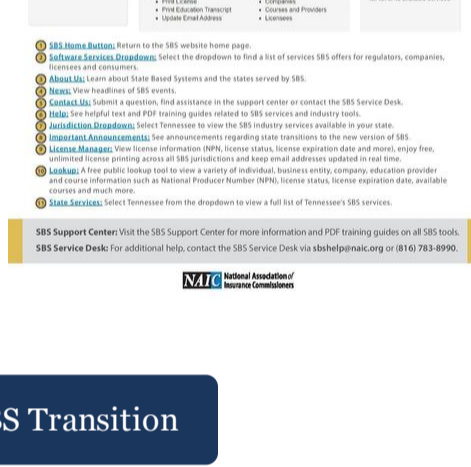 • Print License
• Print Education Transcript
• Update Email Address
• Companies
• Courses and Providers
• Licensees
1 SBS Home Button: Return to the SBS website home page.
2 Software Services Dropdown: Select the dropdown to find a list of services SBS offers for regulators, companies,
licensees and consumers.
3 About Us: Learn about State Based Systems and the states served by SBS.
4 News: View headlines of SBS events.
5 Contact Us: Submit a question, find assistance in the support center or contact the SBS Service Desk.
6 Help: See helpful text and PDF training guides related to SBS services and industry tools.
7 Jurisdiction Dropdown: Select Tennessee to view the SBS industry services available in your state.
8 Important Announcements: See announcements regarding state transitions to the new version of SBS.
9 License Manager: View license information (NPN, license status, license expiration date and more), enjoy free,
unlimited license printing across all SBS jurisdictions and keep email addresses updated in real time.
10 Lookup: A free public lookup tool to view a variety of individual, business entity, company, education provider
and course information such as National Producer Number (NPN), license status, license expiration date, available
courses and much more.
11 State Services: Select Tennessee from the dropdown to view a full list of Tennessee's SBS services.
SBS Support Center: Visit the SBS Support Center for more information and PDF training guides on all SBS tools.
SBS Service Desk: For additional help, contact the SBS Service Desk via sbshelp@naic.org or (816) 783-8990.
NAIC National Association of
Insurance Commissioners
S Transition